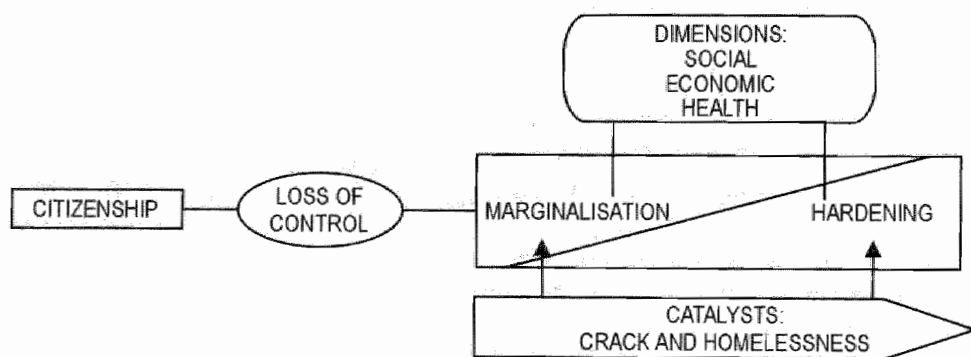 DIMENSIONS:
SOCIAL
ECONOMIC
HEALTH
CITIZENSHIP
LOSS OF
CONTROL
MARGINALISATION
HARDENING
CATALYSTS:
CRACK AND HOMELESSNESS